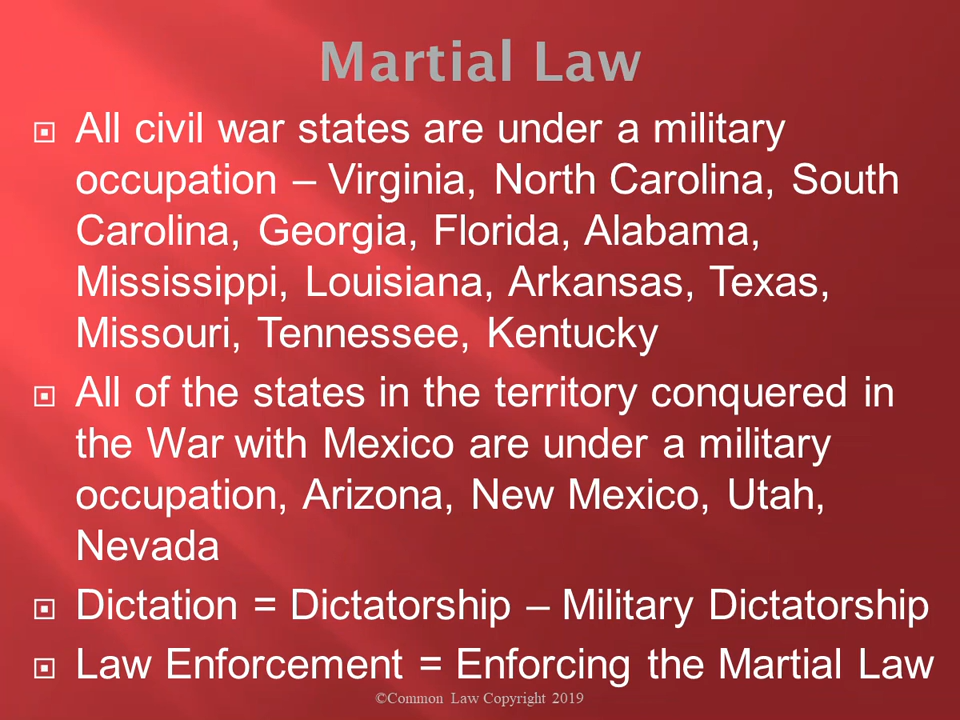 Martial Law
All civil war states are under a military
occupation – Virginia, North Carolina, South
Carolina, Georgia, Florida, Alabama,
Mississippi, Louisiana, Arkansas, Texas,
Missouri, Tennessee, Kentucky
All of the states in the territory conquered in
the War with Mexico are under a military
occupation, Arizona, New Mexico, Utah,
Nevada
Dictation = Dictatorship – Military Dictatorship
Law Enforcement = Enforcing the Martial Law
©Common Law Copyright 2019